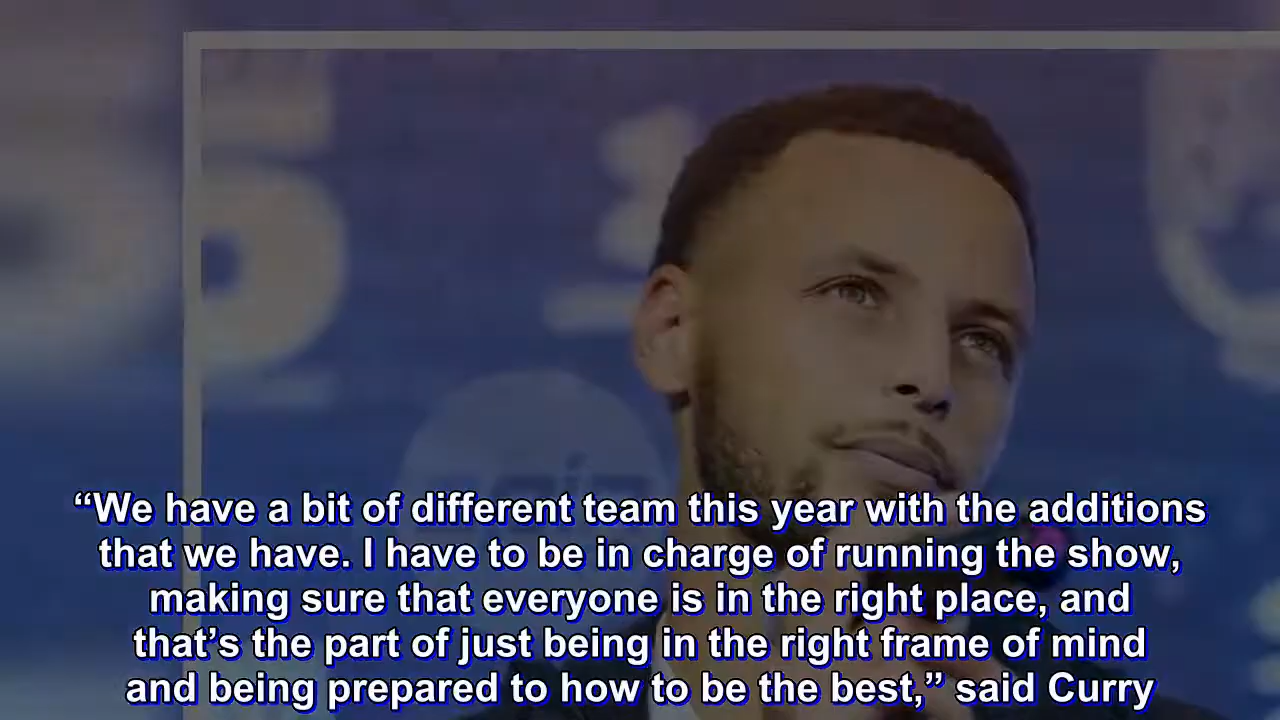 “We have a bit of different team this year with the additions
that we have. I have to be in charge of running the show,
making sure that everyone is in the right place, and
that’s the part of just being in the right frame of mind
and being prepared to how to be the best,” said Curry